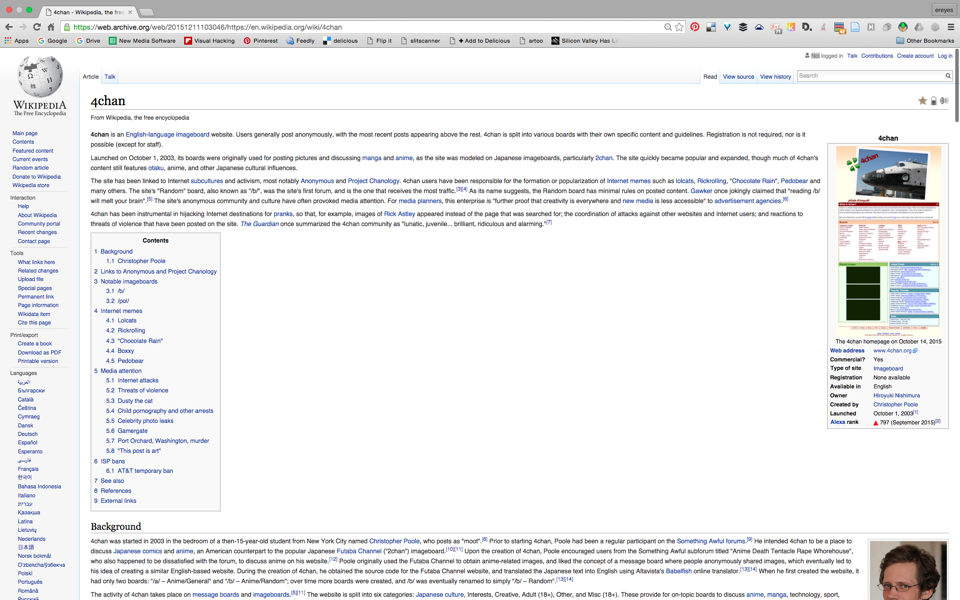 4chan - Wikipedia, the free
ereyes
https://web.archive.org/web/20151211103046/https://en.wikipedia.org/wiki/4chan
Apps Google Drive New Media Software Visual Hacking Pinterest Feedly delicious Flip it slitscanner + Add to Delicious artoo Silicon Valley Has Lo Other Bookmarks
Not logged in Talk Contributions Create account Log in
Article Talk Read View source View history Search
WIKIPEDIA
The Free Encyclopedia
Main page
Contents
Featured content
Current events
Random article
Donate to Wikipedia
Wikipedia store
Interaction
Help
About Wikipedia
Community portal
Recent changes
Contact page
Tools
What links here
Related changes
Upload file
Special pages
Permanent link
Page information
Wikidata item
Cite this page
Print/export
Create a book
Download as PDF
Printable version
Languages
العربية
Български
Català
Čeština
Cymraeg
Dansk
Deutsch
Español
Esperanto
فارسی
Français
한국어
Bahasa Indonesia
Italiano
עברית
Қазақша
Latina
Lietuvių
Nederlands
日本語
Norsk bokmål
Oʻzbekcha/ўзбекча
Polski
Português
Română
Русский
4chan
From Wikipedia, the free encyclopedia
4chan is an English-language imageboard website. Users generally post anonymously, with the most recent posts appearing above the rest. 4chan is split into various boards with their own specific content and guidelines. Registration is not required, nor is it
possible (except for staff).
Launched on October 1, 2003, its boards were originally used for posting pictures and discussing manga and anime, as the site was modeled on Japanese imageboards, particularly 2chan. The site quickly became popular and expanded, though much of 4chan's
content still features otaku, anime, and other Japanese cultural influences.
The site has been linked to Internet subcultures and activism, most notably Anonymous and Project Chanology. 4chan users have been responsible for the formation or popularization of Internet memes such as lolcats, Rickrolling, "Chocolate Rain", Pedobear and
many others. The site's "Random" board, also known as "/b/", was the site's first forum, and is the one that receives the most traffic.[3][4] As its name suggests, the Random board has minimal rules on posted content. Gawker once jokingly claimed that "reading /b/
will melt your brain".[5] The site's anonymous community and culture have often provoked media attention. For media planners, this enterprise is "further proof that creativity is everywhere and new media is less accessible" to advertisement agencies.[6]
4chan has been instrumental in hijacking Internet destinations for pranks, so that, for example, images of Rick Astley appeared instead of the page that was searched for; the coordination of attacks against other websites and Internet users; and reactions to
threats of violence that have been posted on the site. The Guardian once summarized the 4chan community as "lunatic, juvenile... brilliant, ridiculous and alarming."[7]
Contents
1 Background
1.1 Christopher Poole
2 Links to Anonymous and Project Chanology
3 Notable imageboards
3.1 /b/
3.2 /pol/
4 Internet memes
4.1 Lolcats
4.2 Rickrolling
4.3 "Chocolate Rain"
4.4 Boxxy
4.5 Pedobear
5 Media attention
5.1 Internet attacks
5.2 Threats of violence
5.3 Dusty the cat
5.4 Child pornography and other arrests
5.5 Celebrity photo leaks
5.6 Gamergate
5.7 Port Orchard, Washington, murder
5.8 "This post is art"
6 ISP bans
6.1 AT&T temporary ban
7 See also
8 References
9 External links
4chan
4chan
The 4chan homepage on October 14, 2015
Web address www.4chan.org
Commercial? Yes
Type of site Imageboard
Registration None available
Available in English
Owner Hiroyuki Nishimura
Created by Christopher Poole
Launched October 1, 2003[1]
Alexa rank 797 (September 2015)[2]
Background
4chan was started in 2003 in the bedroom of a then-15-year-old student from New York City named Christopher Poole, who posts as "moot".[8] Prior to starting 4chan, Poole had been a regular participant on the Something Awful forums.[9] He intended 4chan to be a place to
discuss Japanese comics and anime, an American counterpart to the popular Japanese Futaba Channel ("2chan") imageboard.[10][11] Upon the creation of 4chan, Poole encouraged users from the Something Awful subforum titled "Anime Death Tentacle Rape Whorehouse",
who also happened to be dissatisfied with the forum, to discuss anime on his website.[12] Poole originally used the Futaba Channel to obtain anime-related images, and liked the concept of a message board where people anonymously shared images, which eventually led to
his idea of creating a similar English-based website. During the creation of 4chan, he obtained the source code for the Futaba Channel website, and translated the Japanese text into English using Altavista's Babelfish online translator.[13][14] When he first created the website, it
had only two boards: "/a/ – Anime/General" and "/b/ – Anime/Random"; over time more boards were created, and /b/ was eventually renamed to simply "/b/ – Random".[13][14]
The activity of 4chan takes place on message boards and imageboards.[5][11] The website is split into six categories: Japanese culture, Interests, Creative, Adult (18+), Other, and Misc (18+). These provide for on-topic boards to discuss anime, manga, technology, sport,